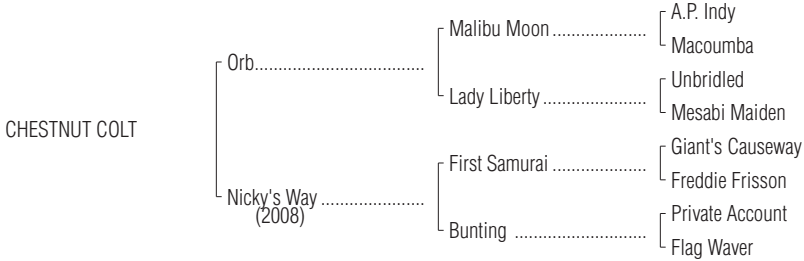 A.P. Indy
Malibu Moon ......................
Macoumba
Orb.......................................
Unbridled
Lady Liberty ........................
Mesabi Maiden
CHESTNUT COLT
Giant's Causeway
First Samurai ......................
Freddie Frisson
Nicky's Way ........................
(2008)
Private Account
Bunting ........................
Flag Waver